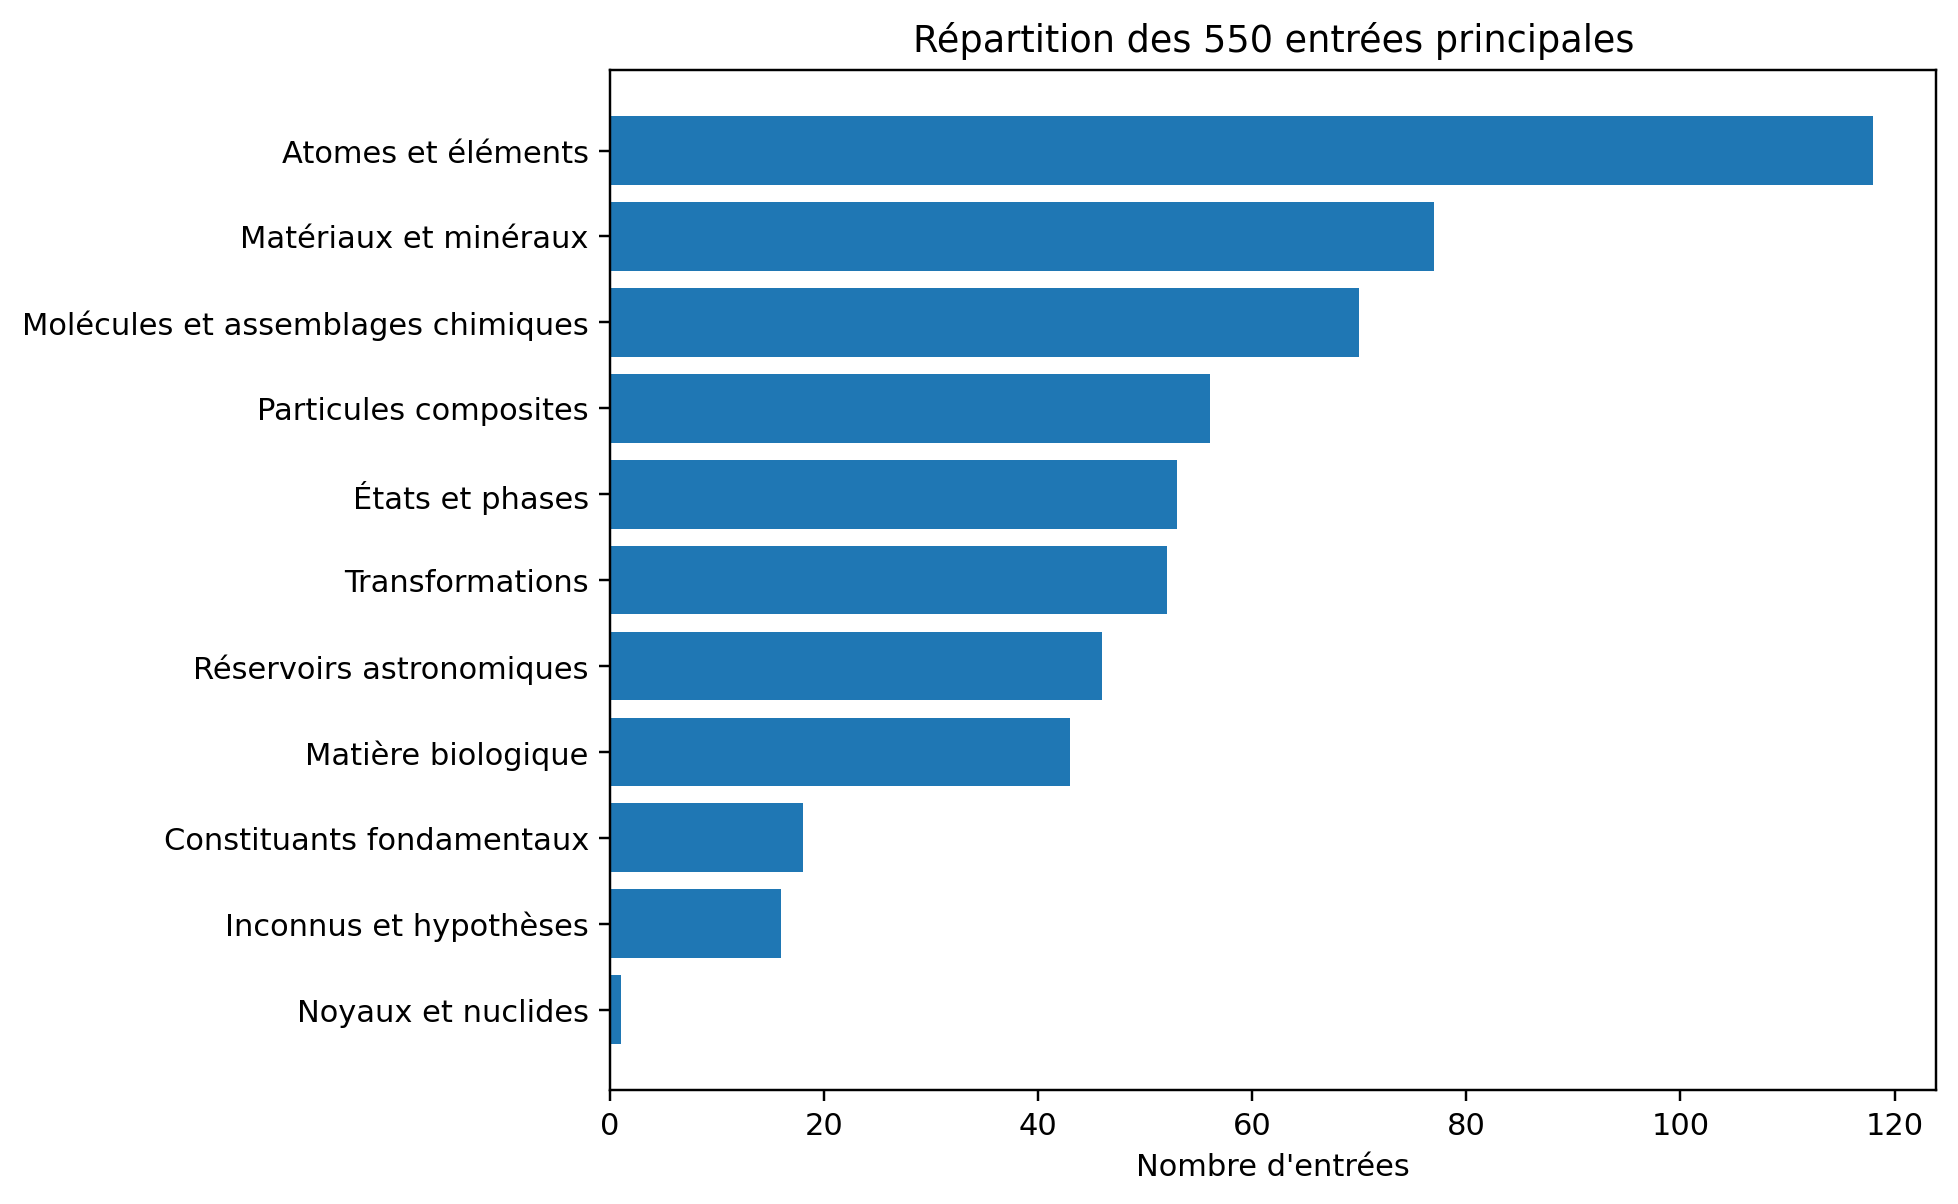 Répartition des 550 entrées principales
Atomes et éléments
Matériaux et minéraux
Molécules et assemblages chimiques
Particules composites
États et phases
Transformations
Réservoirs astronomiques
Matière biologique
Constituants fondamentaux
Inconnus et hypothèses
Noyaux et nuclides
0 20 40 60 80 100 120
Nombre d'entrées